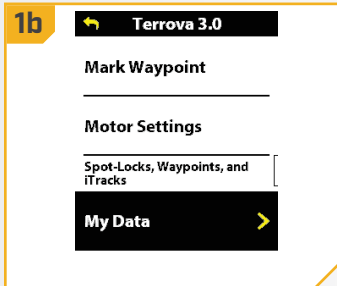 1b
Terrova 3.0
Mark Waypoint
Motor Settings
Spot-Locks, Waypoints, and
iTracks
My Data